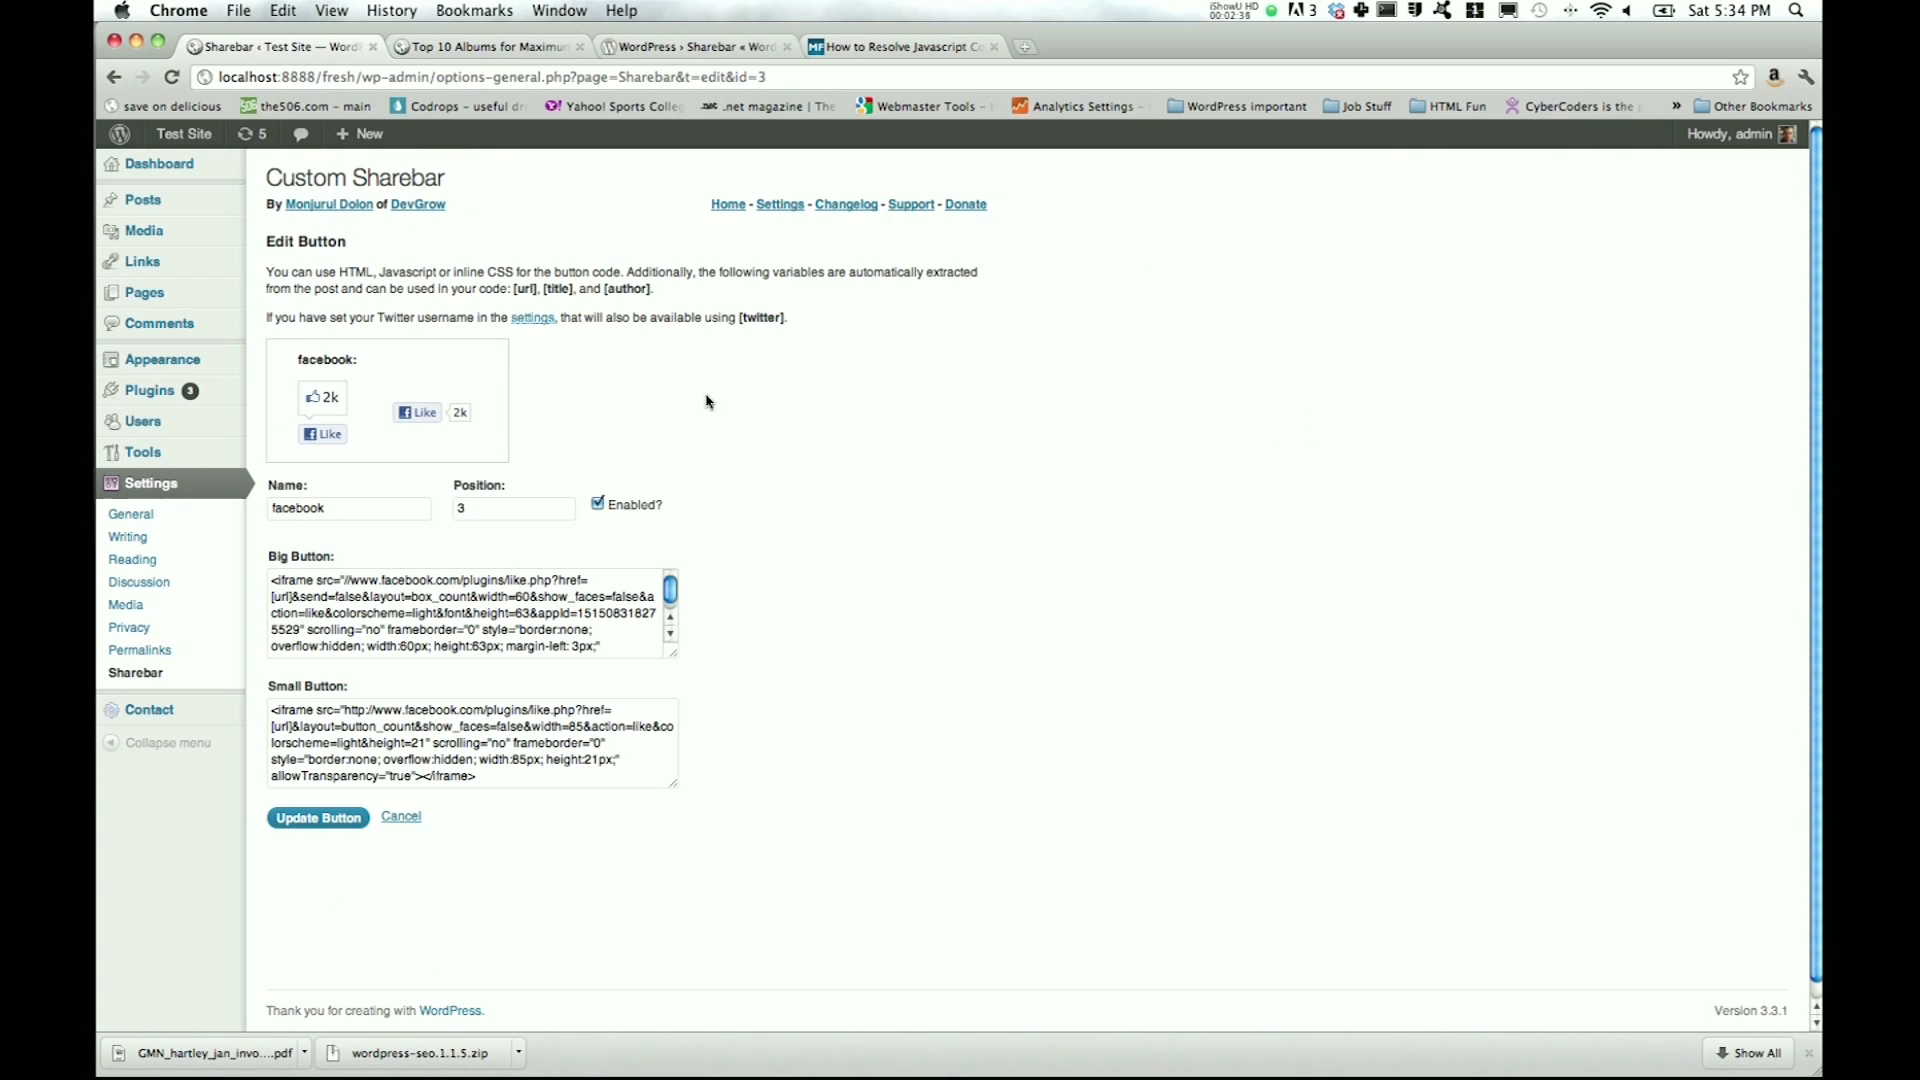 Chrome File Edit View History Bookmarks Window Help
iShowU HD
00:02:36
3
Sat 5:34 PM
Sharebar ‹ Test Site — Word
Top 10 Albums for Maximum
WordPress › Sharebar « Word
MF How to Resolve Javascript Co
localhost:8888/fresh/wp-admin/options-general.php?page=Sharebar&t=edit&id=3
save on delicious
the506.com - main
Codrops - useful dr
Yahoo! Sports Colleg
.net magazine | The
Webmaster Tools -
Analytics Settings -
WordPress important
Job Stuff
HTML Fun
CyberCoders is the
»
Other Bookmarks
Test Site 5 + New
Howdy, admin
Dashboard
Posts
Media
Links
Pages
Comments
Appearance
Plugins 3
Users
Tools
Settings
General
Writing
Reading
Discussion
Media
Privacy
Permalinks
Sharebar
Contact
Collapse menu
Custom Sharebar
By Monjurul Dolon of DevGrow
Home - Settings - Changelog - Support - Donate
Edit Button
You can use HTML, Javascript or inline CSS for the button code. Additionally, the following variables are automatically extracted
from the post and can be used in your code: [url], [title], and [author].
If you have set your Twitter username in the settings, that will also be available using [twitter].
facebook:
2k
Like
Like 2k
Name:
facebook
Position:
3
Enabled?
Big Button:
<iframe src="//www.facebook.com/plugins/like.php?href=
[url]&send=false&layout=box_count&width=60&show_faces=false&a
ction=like&colorscheme=light&font&height=63&appId=15150831827
5529" scrolling="no" frameborder="0" style="border:none;
overflow:hidden; width:60px; height:63px; margin-left: 3px;"
Small Button:
<iframe src="http://www.facebook.com/plugins/like.php?href=
[url]&layout=button_count&show_faces=false&width=85&action=like&co
lorscheme=light&height=21" scrolling="no" frameborder="0"
style="border:none; overflow:hidden; width:85px; height:21px;"
allowTransparency="true"></iframe>
Update Button Cancel
Thank you for creating with WordPress.
Version 3.3.1
GMN_hartley_jan_invo....pdf
wordpress-seo.1.1.5.zip
Show All